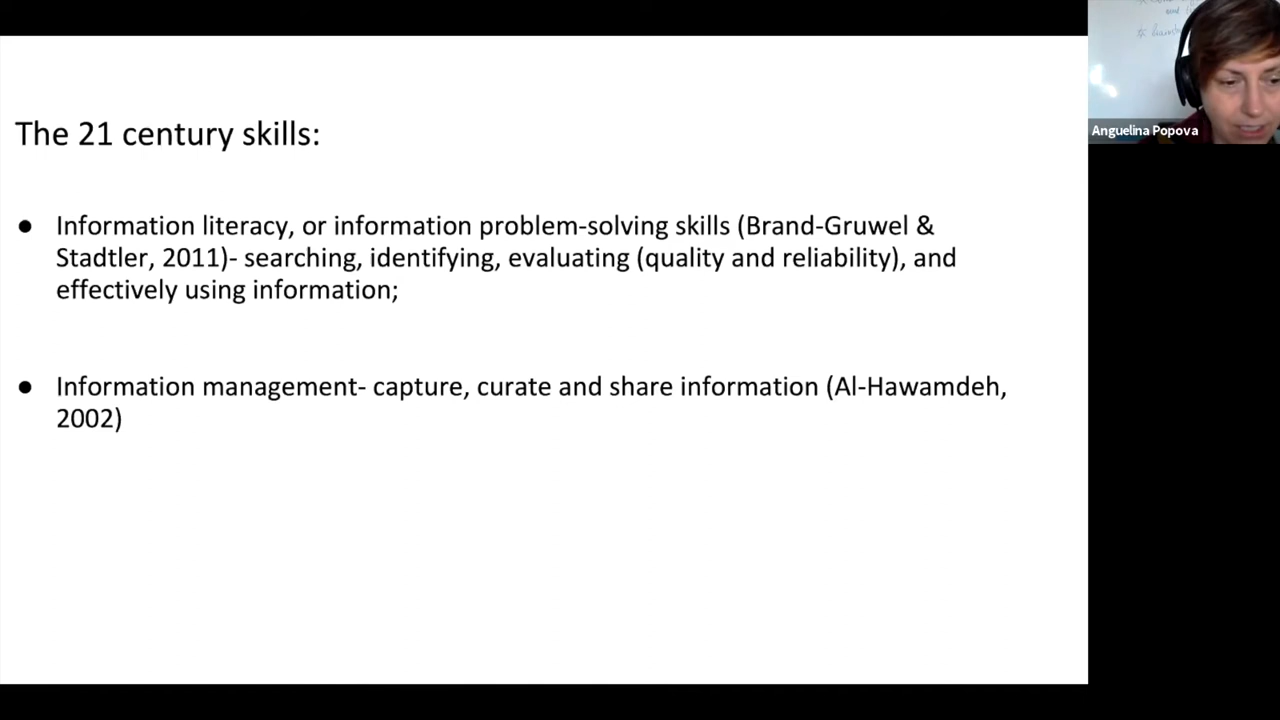 The 21 century skills:
● Information literacy, or information problem-solving skills (Brand-Gruwel &
Stadtler, 2011)- searching, identifying, evaluating (quality and reliability), and
effectively using information;
● Information management- capture, curate and share information (Al-Hawamdeh,
2002)
Anguelina Popova